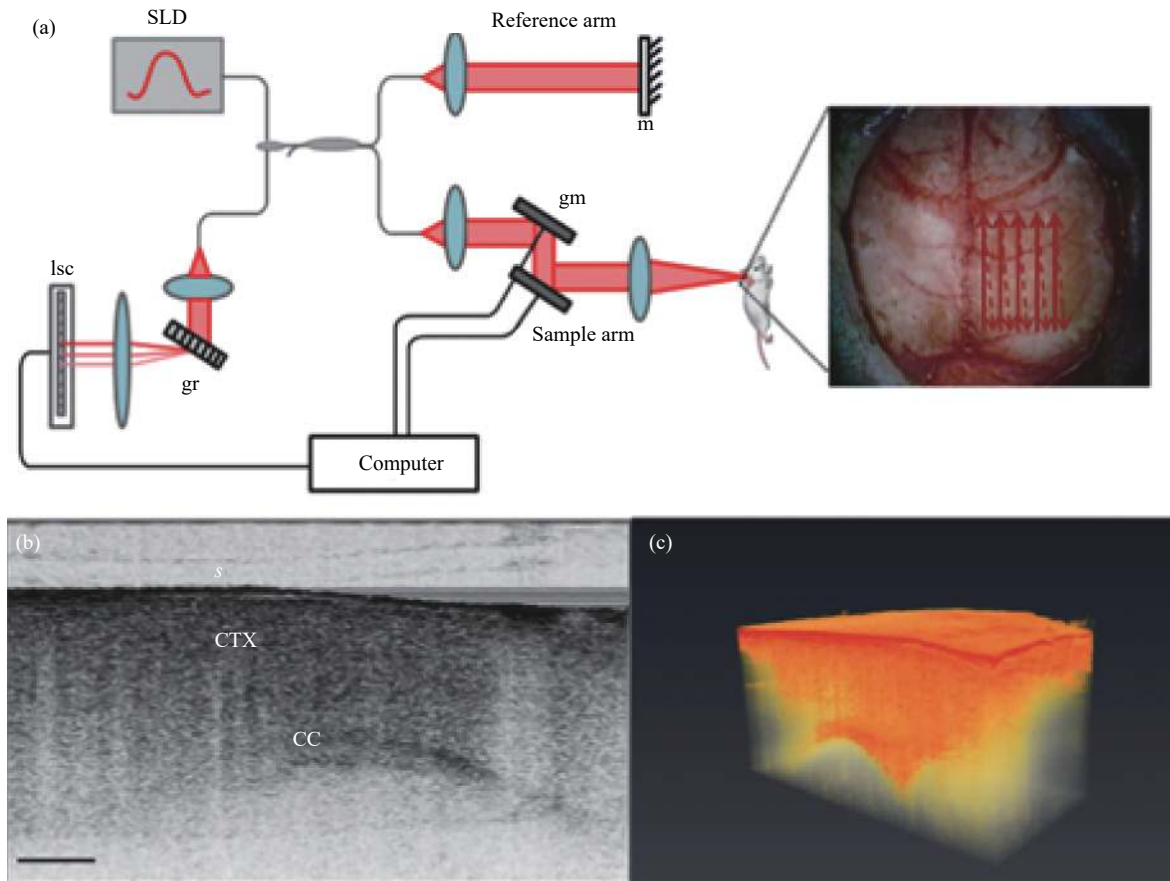 (a)
SLD
Reference arm
m
gm
lsc
Sample arm
gr
Computer
(b)
s
CTX
CC
(c)